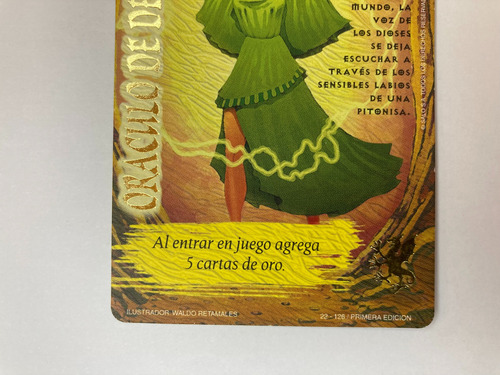 ORACULO DE DE
MUNDO, LA
VOZ DE
LOS DIOSES
SE DEJA
ESCUCHAR A
TRAVÉS DE LOS
SENSIBLES LABIOS
DE UNA
PITONISA.
Al entrar en juego agrega
5 cartas de oro.
ILUSTRADOR: WALDO RETAMALES
22 - 126 / PRIMERA EDICIÓN